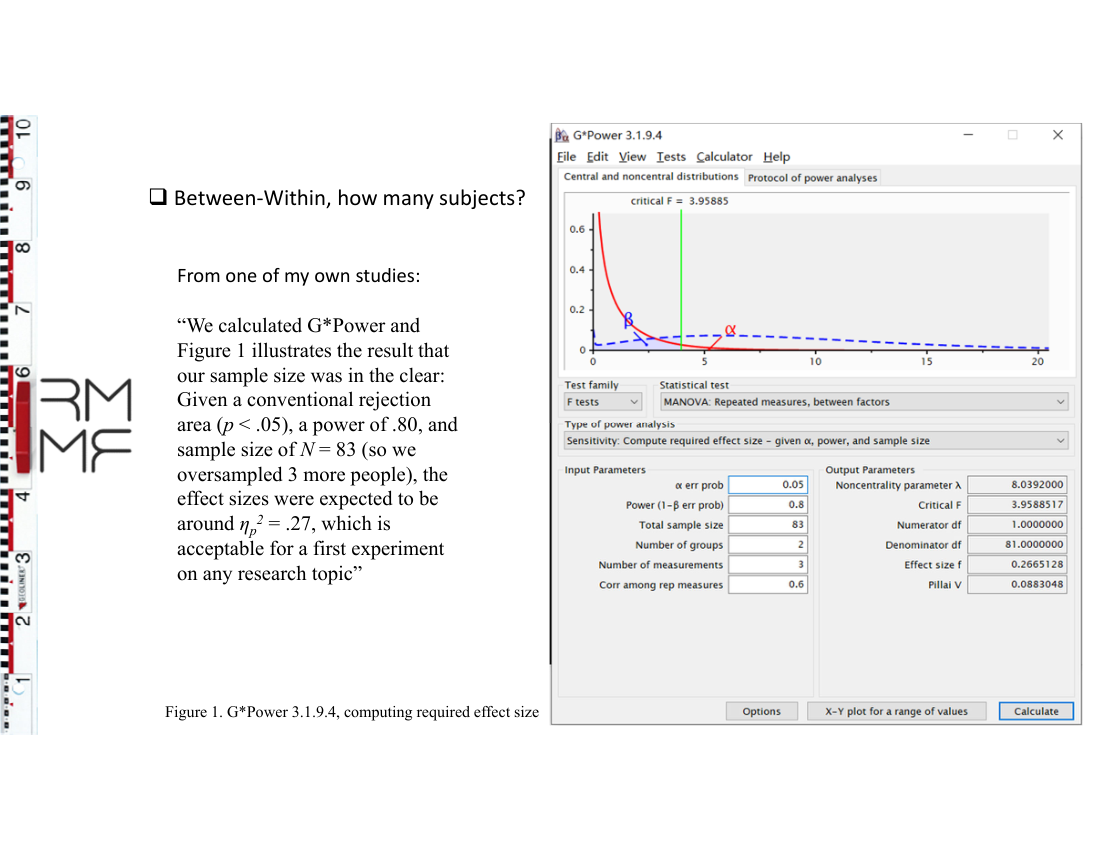 10
9
8
7
6
4
3
2
1
GEOLINER
RM
MF
❑ Between-Within, how many subjects?
From one of my own studies:
“We calculated G*Power and
Figure 1 illustrates the result that
our sample size was in the clear:
Given a conventional rejection
area (p < .05), a power of .80, and
sample size of N = 83 (so we
oversampled 3 more people), the
effect sizes were expected to be
around ηp² = .27, which is
acceptable for a first experiment
on any research topic”
Figure 1. G*Power 3.1.9.4, computing required effect size
G*Power 3.1.9.4
File Edit View Tests Calculator Help
Central and noncentral distributions Protocol of power analyses
critical F = 3.95885
0.6
0.4
0.2
0
β
α
0 5 10 15 20
Test family Statistical test
F tests MANOVA: Repeated measures, between factors
Type of power analysis
Sensitivity: Compute required effect size – given α, power, and sample size
Input Parameters Output Parameters
α err prob 0.05 Noncentrality parameter λ 8.0392000
Power (1-β err prob) 0.8 Critical F 3.9588517
Total sample size 83 Numerator df 1.0000000
Number of groups 2 Denominator df 81.0000000
Number of measurements 3 Effect size f 0.2665128
Corr among rep measures 0.6 Pillai V 0.0883048
Options X-Y plot for a range of values Calculate